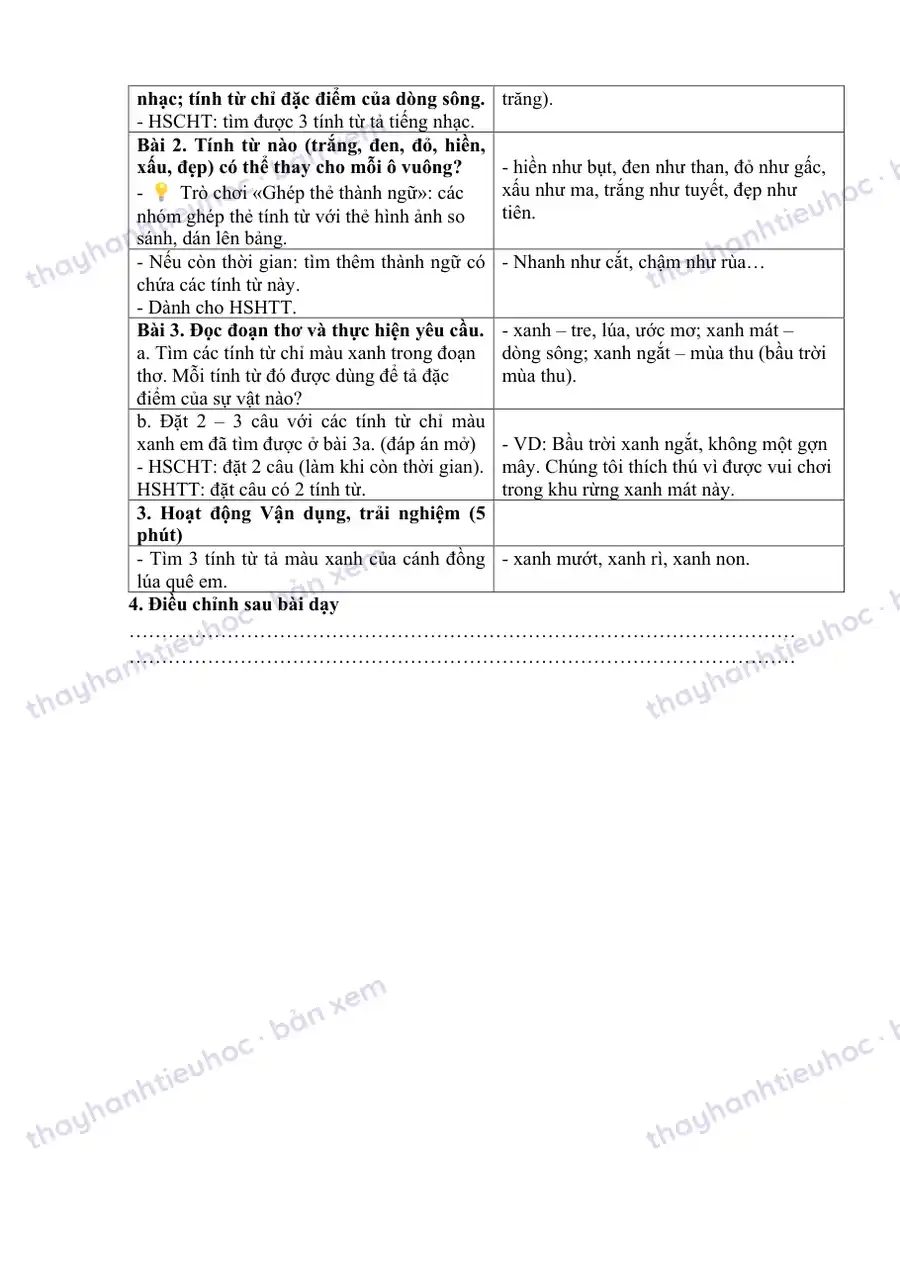 nhạc; tính từ chỉ đặc điểm của dòng sông.
- HSCHT: tìm được 3 tính từ tả tiếng nhạc.
trăng).
Bài 2. Tính từ nào (trắng, đen, đỏ, hiền,
xấu, đẹp) có thể thay cho mỗi ô vuông?
- 💡 Trò chơi «Ghép thẻ thành ngữ»: các
nhóm ghép thẻ tính từ với thẻ hình ảnh so
sánh, dán lên bảng.
- hiền như bụt, đen như than, đỏ như gấc,
xấu như ma, trắng như tuyết, đẹp như
tiên.
- Nếu còn thời gian: tìm thêm thành ngữ có
chứa các tính từ này.
- Dành cho HSHTT.
- Nhanh như cắt, chậm như rùa…
Bài 3. Đọc đoạn thơ và thực hiện yêu cầu.
a. Tìm các tính từ chỉ màu xanh trong đoạn
thơ. Mỗi tính từ đó được dùng để tả đặc
điểm của sự vật nào?
- xanh – tre, lúa, ước mơ; xanh mát –
dòng sông; xanh ngắt – mùa thu (bầu trời
mùa thu).
b. Đặt 2 – 3 câu với các tính từ chỉ màu
xanh em đã tìm được ở bài 3a. (đáp án mở)
- HSCHT: đặt 2 câu (làm khi còn thời gian).
HSHTT: đặt câu có 2 tính từ.
- VD: Bầu trời xanh ngắt, không một gợn
mây. Chúng tôi thích thú vì được vui chơi
trong khu rừng xanh mát này.
3. Hoạt động Vận dụng, trải nghiệm (5
phút)
- Tìm 3 tính từ tả màu xanh của cánh đồng
lúa quê em.
- xanh mướt, xanh rì, xanh non.
4. Điều chỉnh sau bài dạy
…………………………………………………………………………………………
…………………………………………………………………………………………
thayhanhtieuhoc · bản xem
thayhanhtieuhoc · b
thayhanhtieuhoc · bản xem
thayhanhtieuhoc · b
thayhanhtieuhoc · bản xem
thayhanhtieuhoc · b